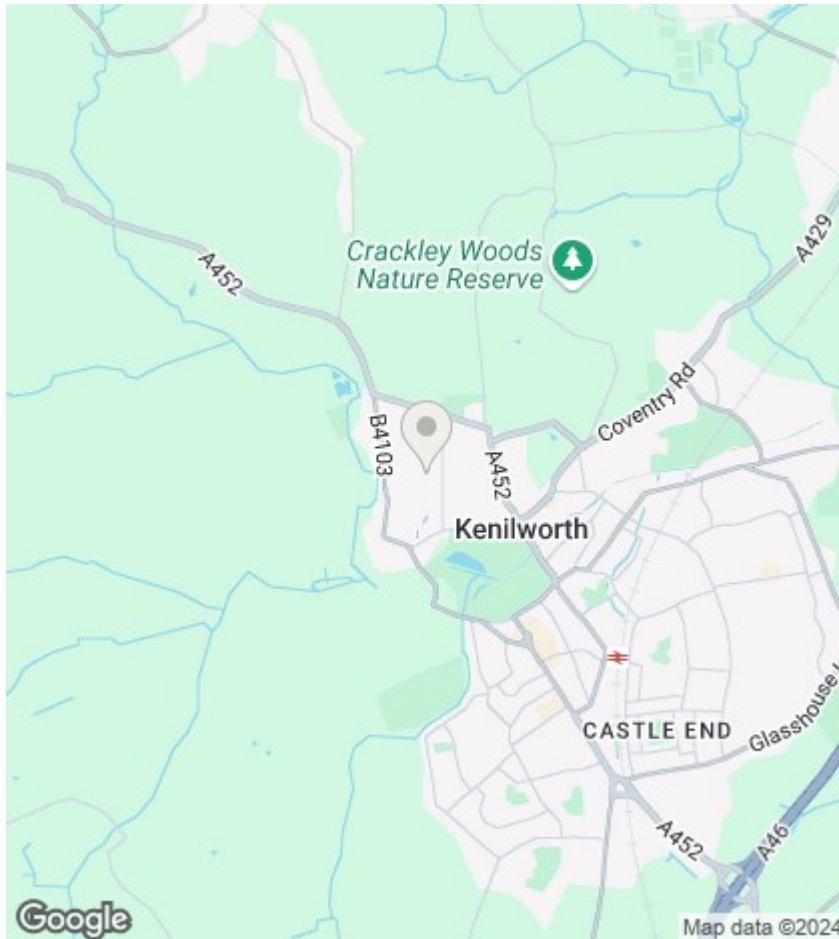 A429
Crackley Woods
Nature Reserve
A452
Coventry Rd
B4103
A452
Kenilworth
CASTLE END
Glasshouse L
A452
A46
Google
Map data ©2024